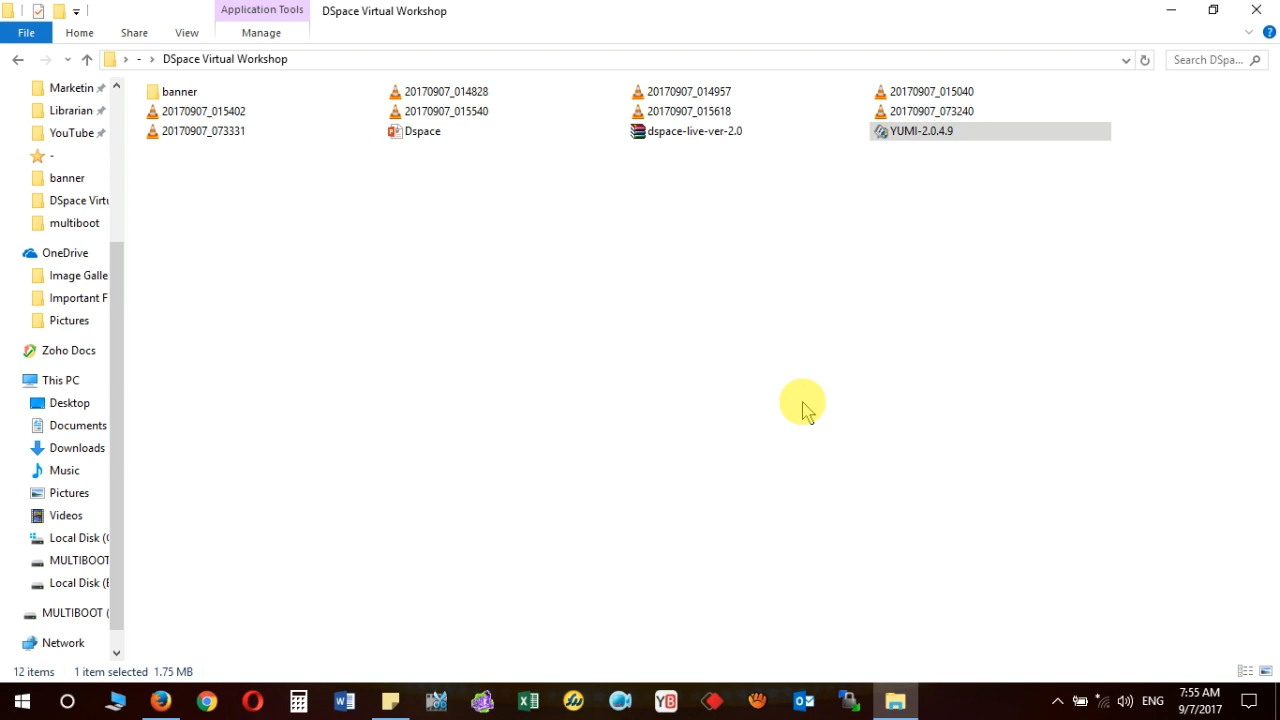 Application Tools
DSpace Virtual Workshop
File
Home
Share
View
Manage
-
DSpace Virtual Workshop
Search DSpa...
Marketin
Librarian
YouTube
-
banner
DSpace Virtu
multiboot
OneDrive
Image Galle
Important F
Pictures
Zoho Docs
This PC
Desktop
Documents
Downloads
Music
Pictures
Videos
Local Disk (C
MULTIBOOT
Local Disk (E
MULTIBOOT (
Network
banner
20170907_014828
20170907_014957
20170907_015040
20170907_015402
20170907_015540
20170907_015618
20170907_073240
20170907_073331
Dspace
dspace-live-ver-2.0
YUMI-2.0.4.9
12 items
1 item selected 1.75 MB
YB
ENG
7:55 AM
9/7/2017